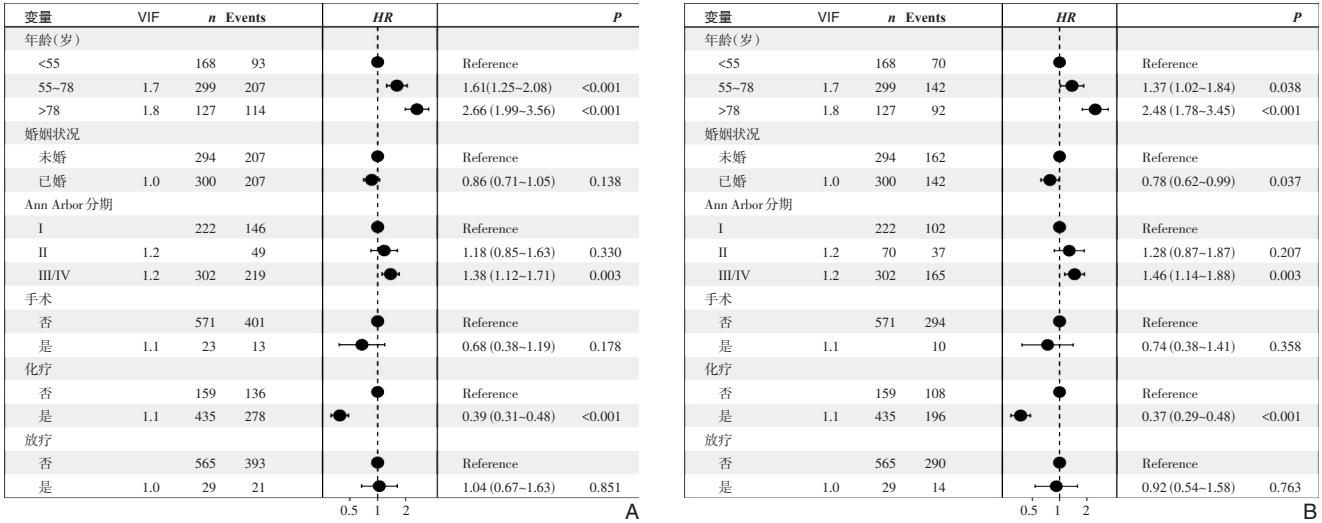 变量 VIF n Events HR P
年龄(岁)
<55 168 93 Reference
55~78 1.7 299 207 1.61(1.25~2.08) <0.001
>78 1.8 127 114 2.66 (1.99~3.56) <0.001
婚姻状况
未婚 294 207 Reference
已婚 1.0 300 207 0.86 (0.71~1.05) 0.138
Ann Arbor分期
I 222 146 Reference
II 1.2 49 1.18 (0.85~1.63) 0.330
III/IV 1.2 302 219 1.38 (1.12~1.71) 0.003
手术
否 571 401 Reference
是 1.1 23 13 0.68 (0.38~1.19) 0.178
化疗
否 159 136 Reference
是 1.1 435 278 0.39 (0.31~0.48) <0.001
放疗
否 565 393 Reference
是 1.0 29 21 1.04 (0.67~1.63) 0.851
0.5 1 2
A
变量 VIF n Events HR P
年龄(岁)
<55 168 70 Reference
55~78 1.7 299 142 1.37 (1.02~1.84) 0.038
>78 1.8 127 92 2.48 (1.78~3.45) <0.001
婚姻状况
未婚 294 162 Reference
已婚 1.0 300 142 0.78 (0.62~0.99) 0.037
Ann Arbor分期
I 222 102 Reference
II 1.2 70 37 1.28 (0.87~1.87) 0.207
III/IV 1.2 302 165 1.46 (1.14~1.88) 0.003
手术
否 571 294 Reference
是 1.1 10 0.74 (0.38~1.41) 0.358
化疗
否 159 108 Reference
是 1.1 435 196 0.37 (0.29~0.48) <0.001
放疗
否 565 290 Reference
是 1.0 29 14 0.92 (0.54~1.58) 0.763
0.5 1 2
B